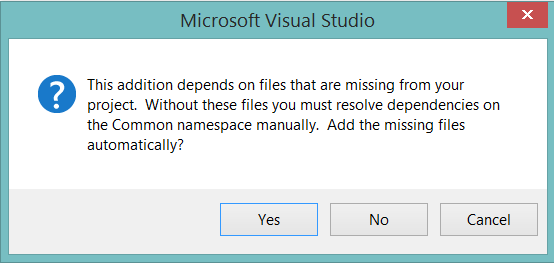 Microsoft Visual Studio
This addition depends on files that are missing from your
project.  Without these files you must resolve dependencies on
the Common namespace manually.  Add the missing files
automatically?
Yes
No
Cancel